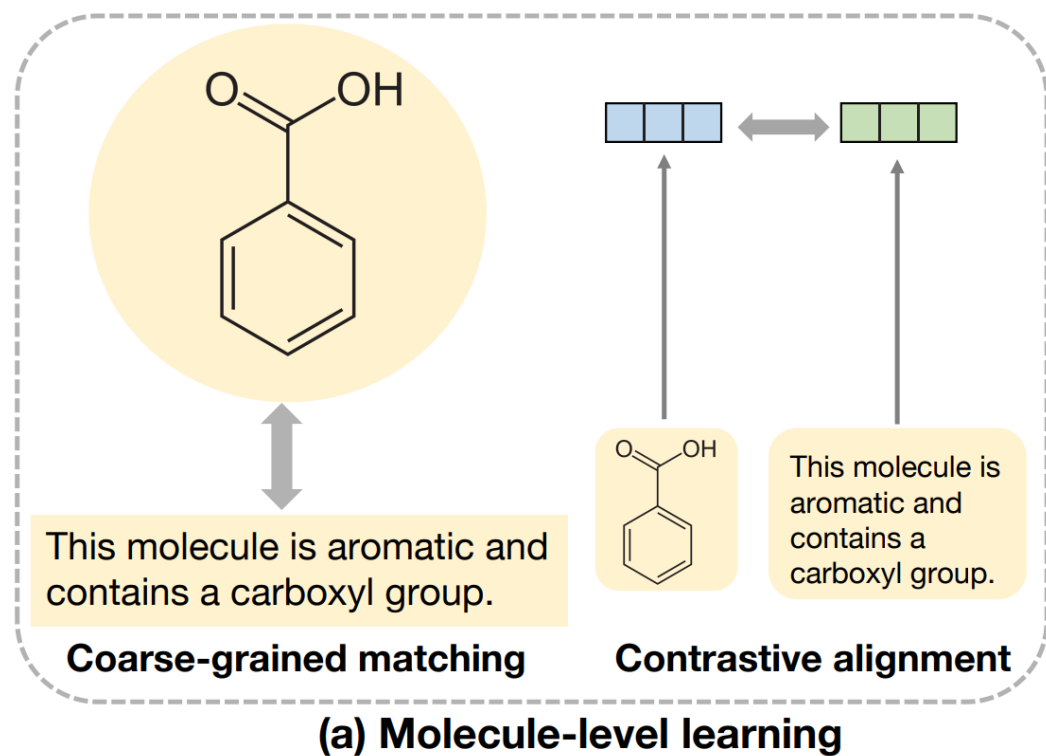 O
OH
This molecule is aromatic and
contains a carboxyl group.
Coarse-grained matching
O
OH
This molecule is
aromatic and
contains a
carboxyl group.
Contrastive alignment
(a) Molecule-level learning